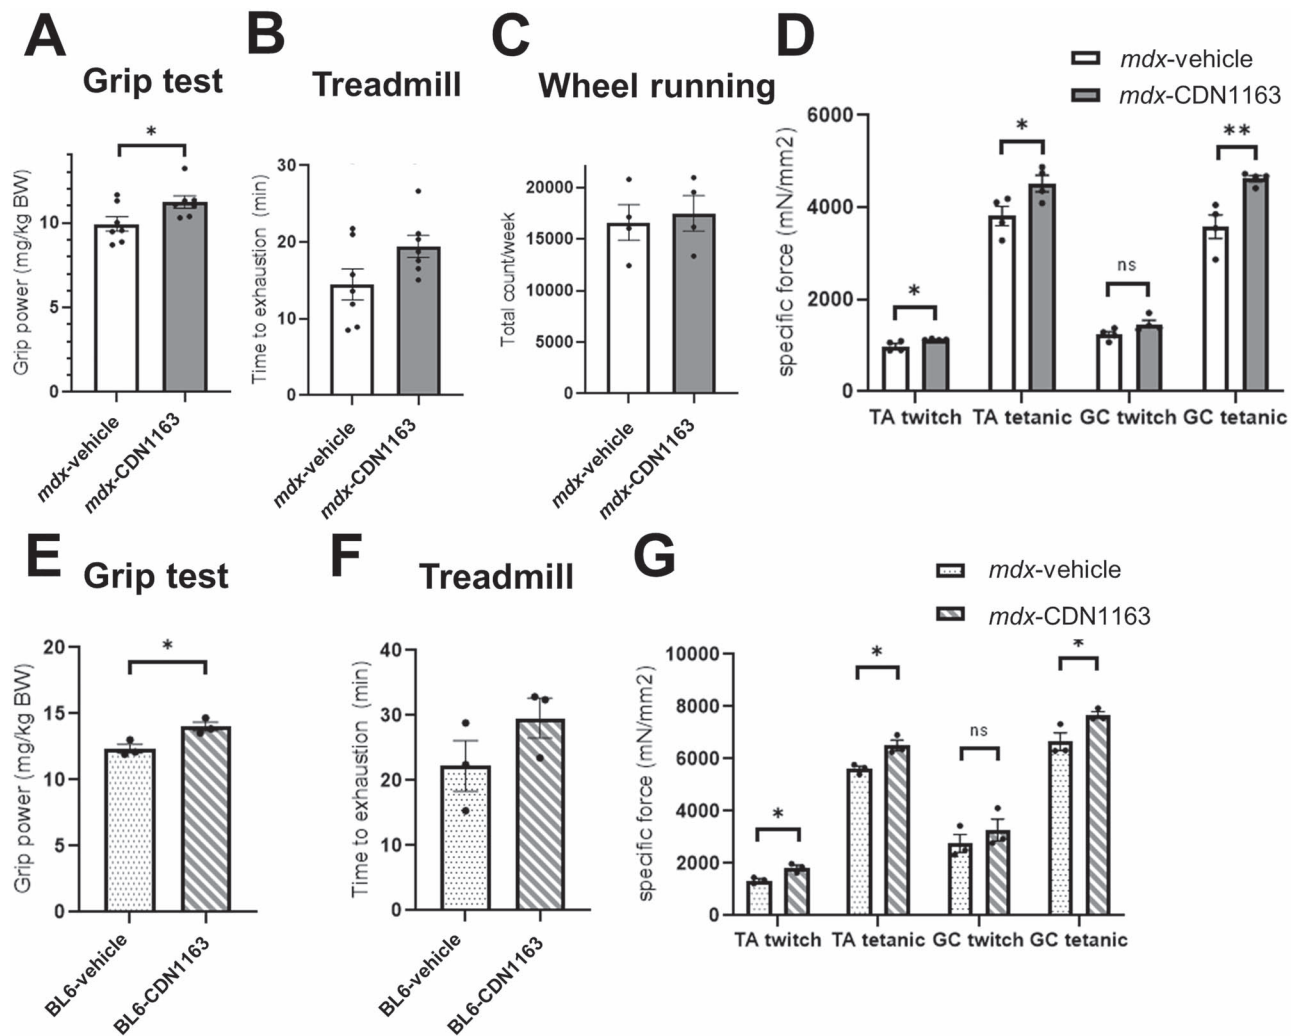 A
Grip test
*
Grip power (mg/kg BW)
10
5
0
mdx-vehicle
mdx-CDN1163
B
Treadmill
Time to exhaustion (min)
30
20
10
0
mdx-vehicle
mdx-CDN1163
C
Wheel running
Total count/week
20000
15000
10000
5000
0
mdx-vehicle
mdx-CDN1163
D
mdx-vehicle
mdx-CDN1163
specific force (mN/mm2)
6000
4000
2000
0
*
*
ns
**
TA twitch
TA tetanic
GC twitch
GC tetanic
E
Grip test
*
Grip power (mg/kg BW)
20
15
10
5
0
BL6-vehicle
BL6-CDN1163
F
Treadmill
Time to exhaustion (min)
40
30
20
10
0
BL6-vehicle
BL6-CDN1163
G
mdx-vehicle
mdx-CDN1163
specific force (mN/mm2)
10000
8000
6000
4000
2000
0
*
*
ns
*
TA twitch
TA tetanic
GC twitch
GC tetanic